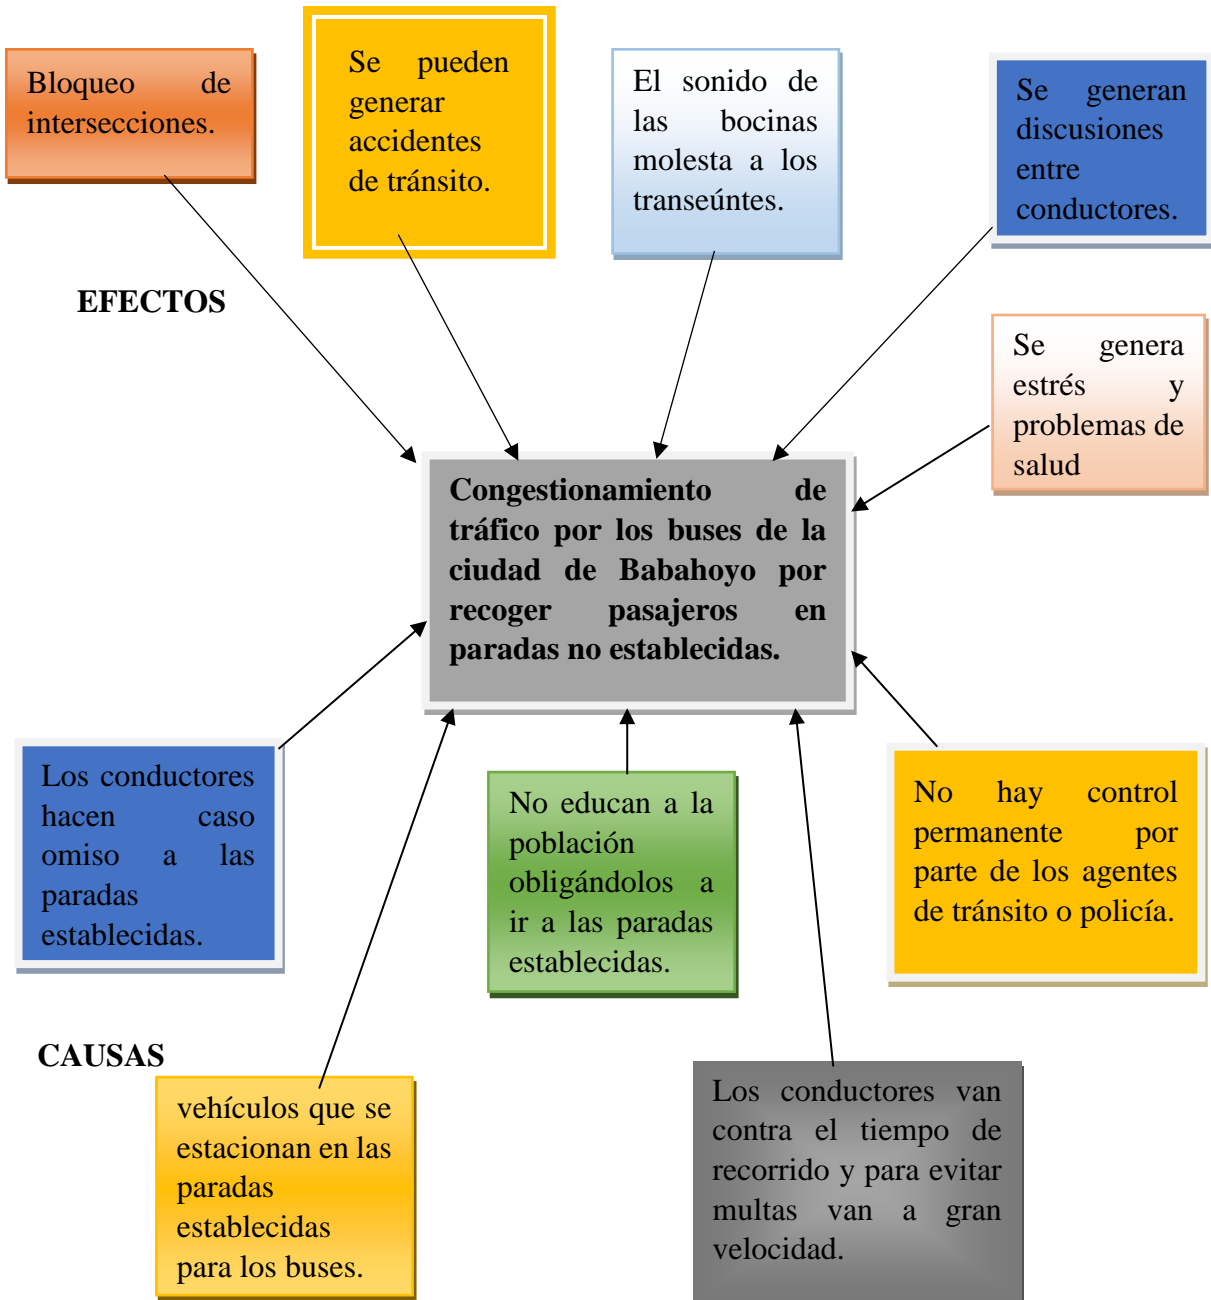 Bloqueo de
intersecciones.
Se pueden
generar
accidentes
de tránsito.
El sonido de
las bocinas
molesta a los
transeúntes.
Se generan
discusiones
entre
conductores.
EFECTOS
Se genera
estrés y
problemas de
salud
Congestionamiento de
tráfico por los buses de la
ciudad de Babahoyo por
recoger pasajeros en
paradas no establecidas.
Los conductores
hacen caso
omiso a las
paradas
establecidas.
No educan a la
población
obligándolos a
ir a las paradas
establecidas.
No hay control
permanente por
parte de los agentes
de tránsito o policía.
CAUSAS
vehículos que se
estacionan en las
paradas
establecidas
para los buses.
Los conductores van
contra el tiempo de
recorrido y para evitar
multas van a gran
velocidad.